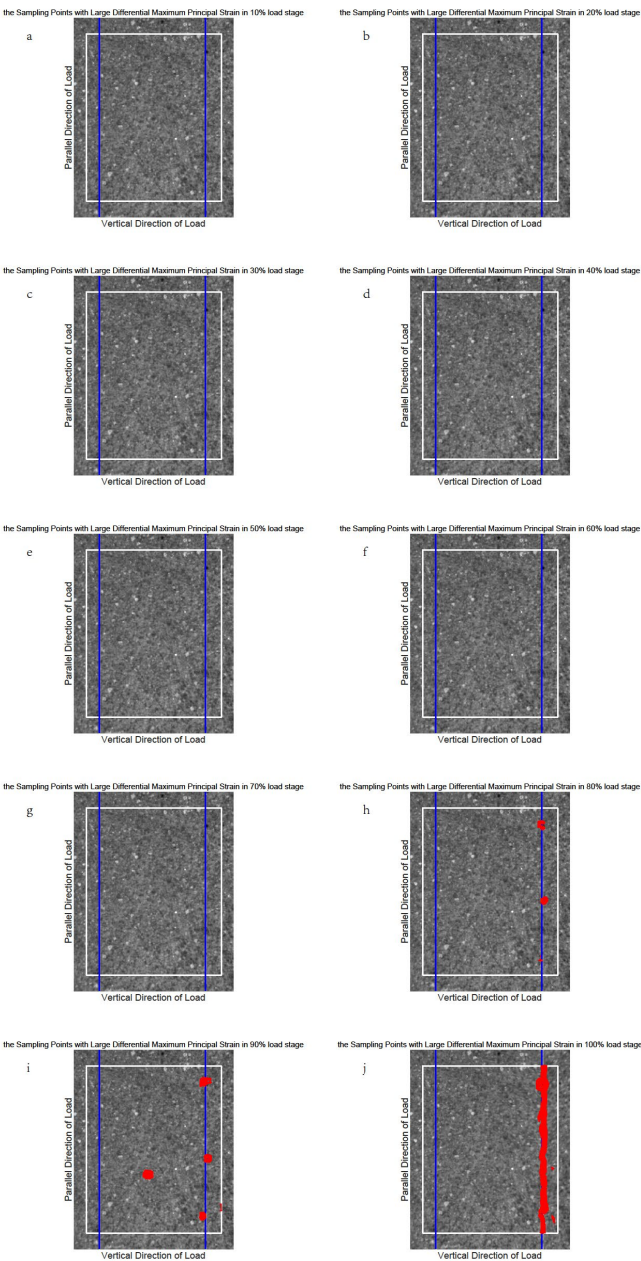 the Sampling Points with Large Differential Maximum Principal Strain in 10% load stage
a
Parallel Direction of Load
Vertical Direction of Load
the Sampling Points with Large Differential Maximum Principal Strain in 20% load stage
b
Parallel Direction of Load
Vertical Direction of Load
the Sampling Points with Large Differential Maximum Principal Strain in 30% load stage
c
Parallel Direction of Load
Vertical Direction of Load
the Sampling Points with Large Differential Maximum Principal Strain in 40% load stage
d
Parallel Direction of Load
Vertical Direction of Load
the Sampling Points with Large Differential Maximum Principal Strain in 50% load stage
e
Parallel Direction of Load
Vertical Direction of Load
the Sampling Points with Large Differential Maximum Principal Strain in 60% load stage
f
Parallel Direction of Load
Vertical Direction of Load
the Sampling Points with Large Differential Maximum Principal Strain in 70% load stage
g
Parallel Direction of Load
Vertical Direction of Load
the Sampling Points with Large Differential Maximum Principal Strain in 80% load stage
h
Parallel Direction of Load
Vertical Direction of Load
the Sampling Points with Large Differential Maximum Principal Strain in 90% load stage
i
Parallel Direction of Load
Vertical Direction of Load
the Sampling Points with Large Differential Maximum Principal Strain in 100% load stage
j
Parallel Direction of Load
Vertical Direction of Load